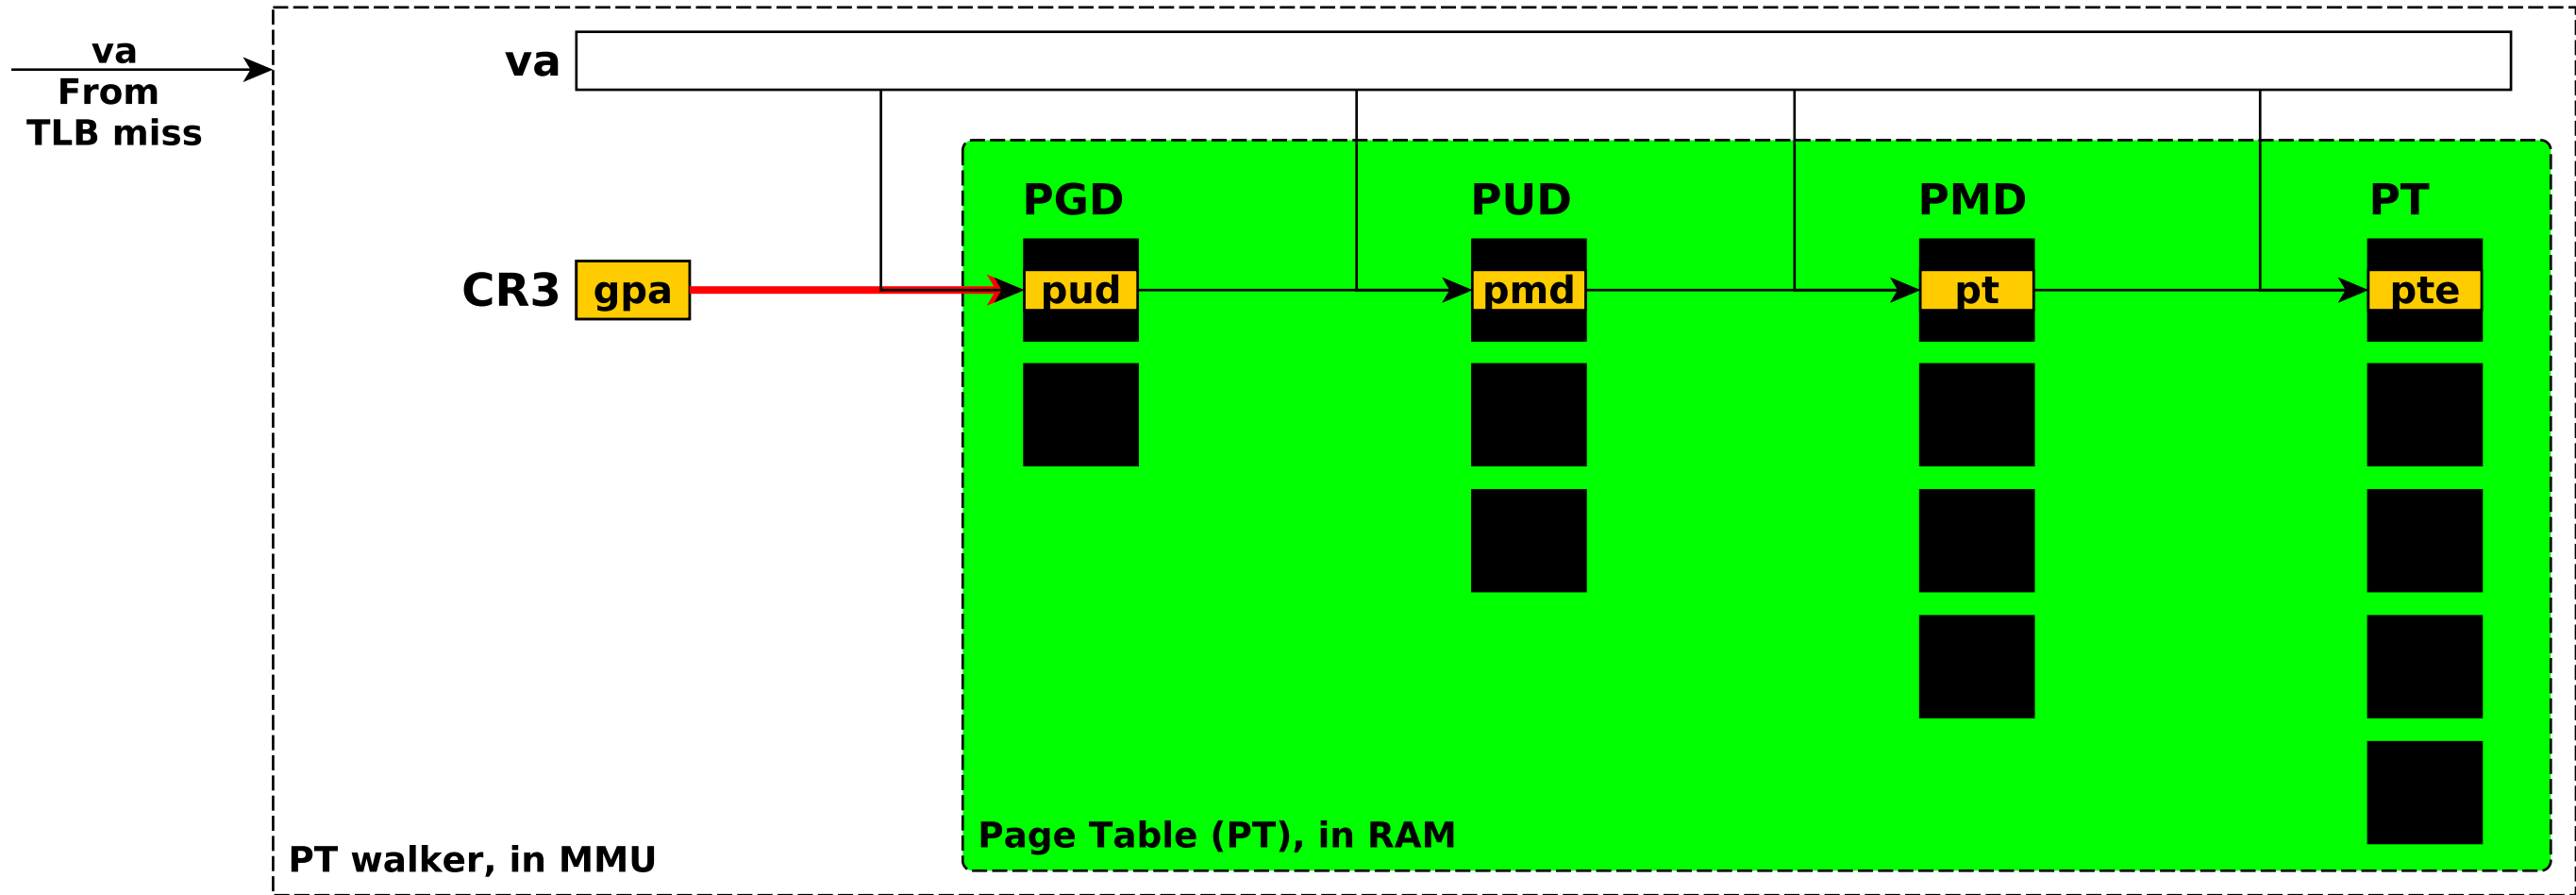 va
From
TLB miss
va
PGD
PUD
PMD
PT
CR3
gpa
pud
pmd
pt
pte
Page Table (PT), in RAM
PT walker, in MMU